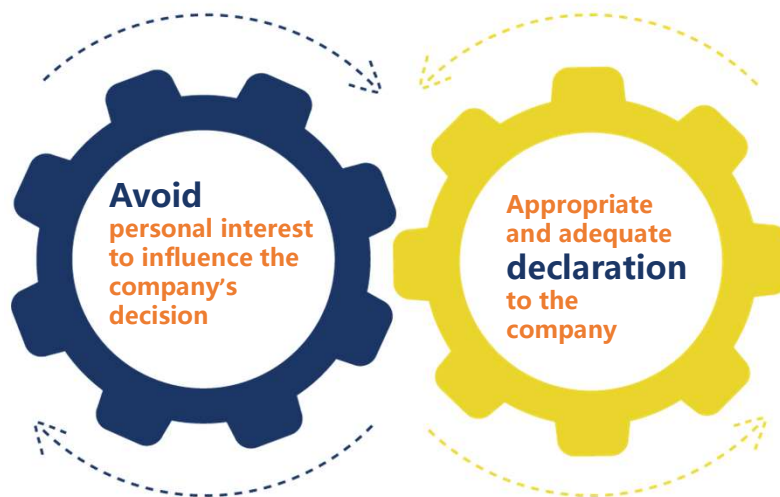 Avoid
personal interest
to influence the
company’s
decision
Appropriate
and adequate
declaration
to the
company